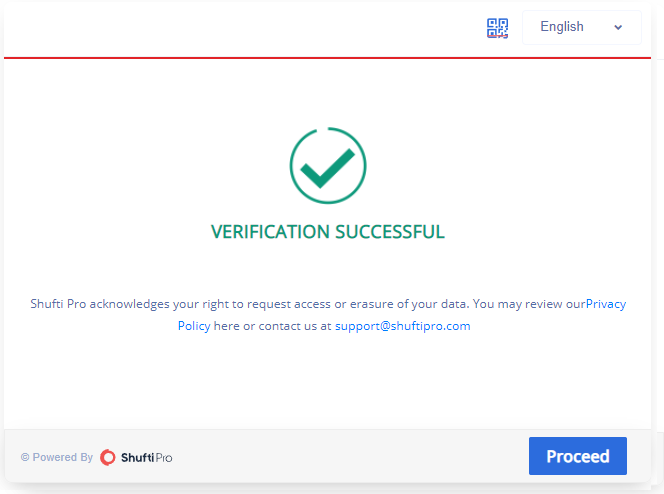 English
VERIFICATION SUCCESSFUL
Shufti Pro acknowledges your right to request access or erasure of your data. You may review ourPrivacy
Policy here or contact us at support@shuftipro.com
© Powered By ShuftiPro
Proceed